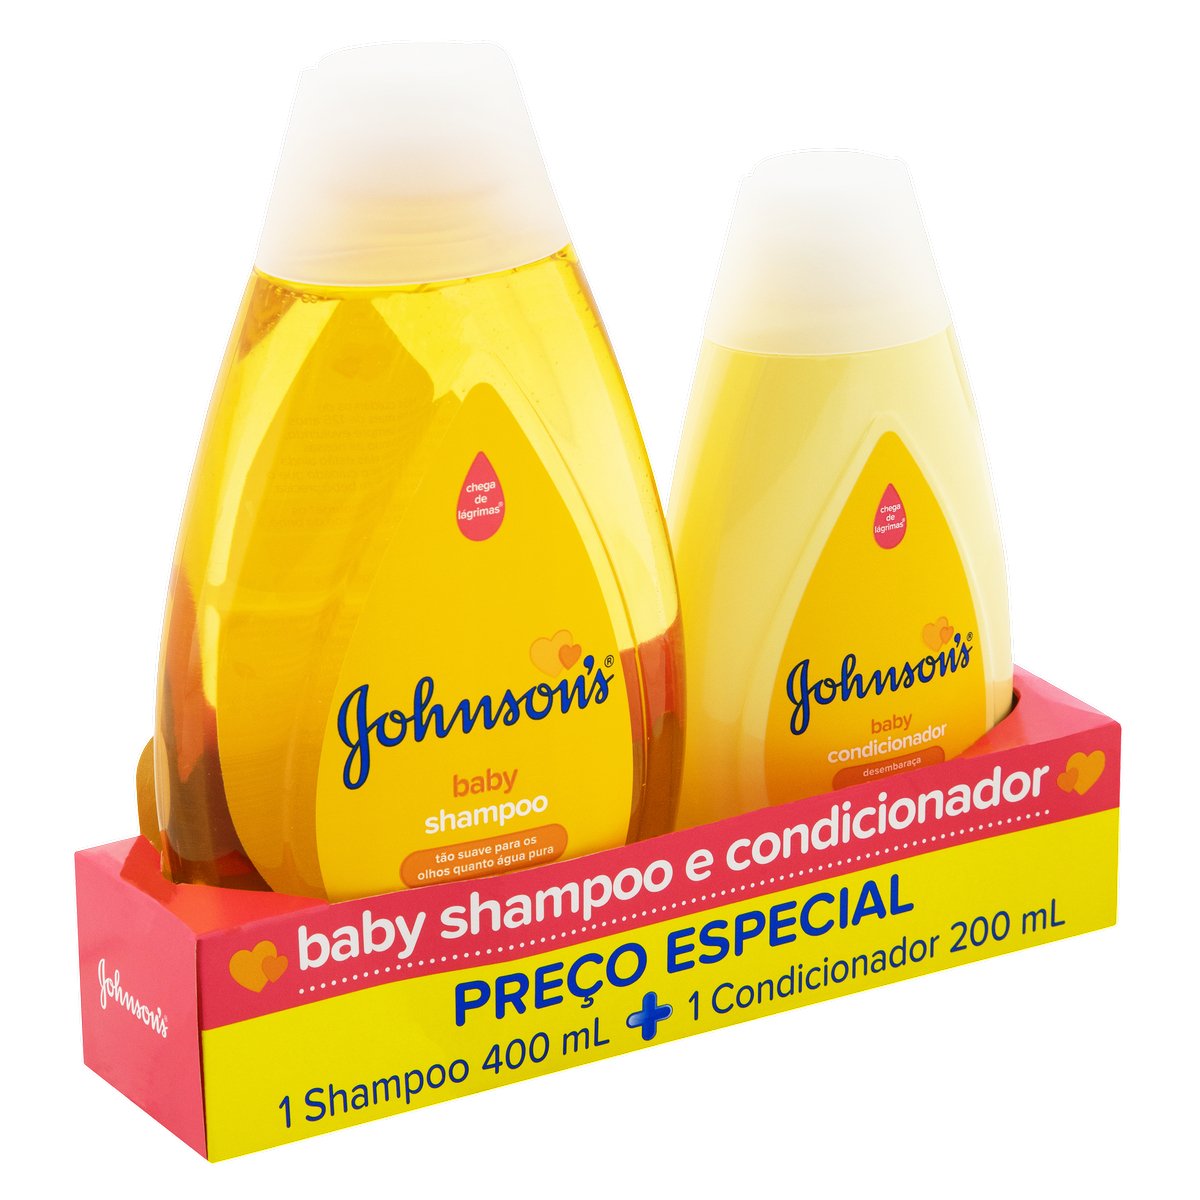 chega
de
lágrimas®
Johnson's®
baby
shampoo
tão suave para os
olhos quanto água pura
chega
de
lágrimas®
Johnson's®
baby
condicionador
desembaraça
baby shampoo e condicionador
PREÇO ESPECIAL
1 Shampoo 400 mL + 1 Condicionador 200 mL
Johnson's